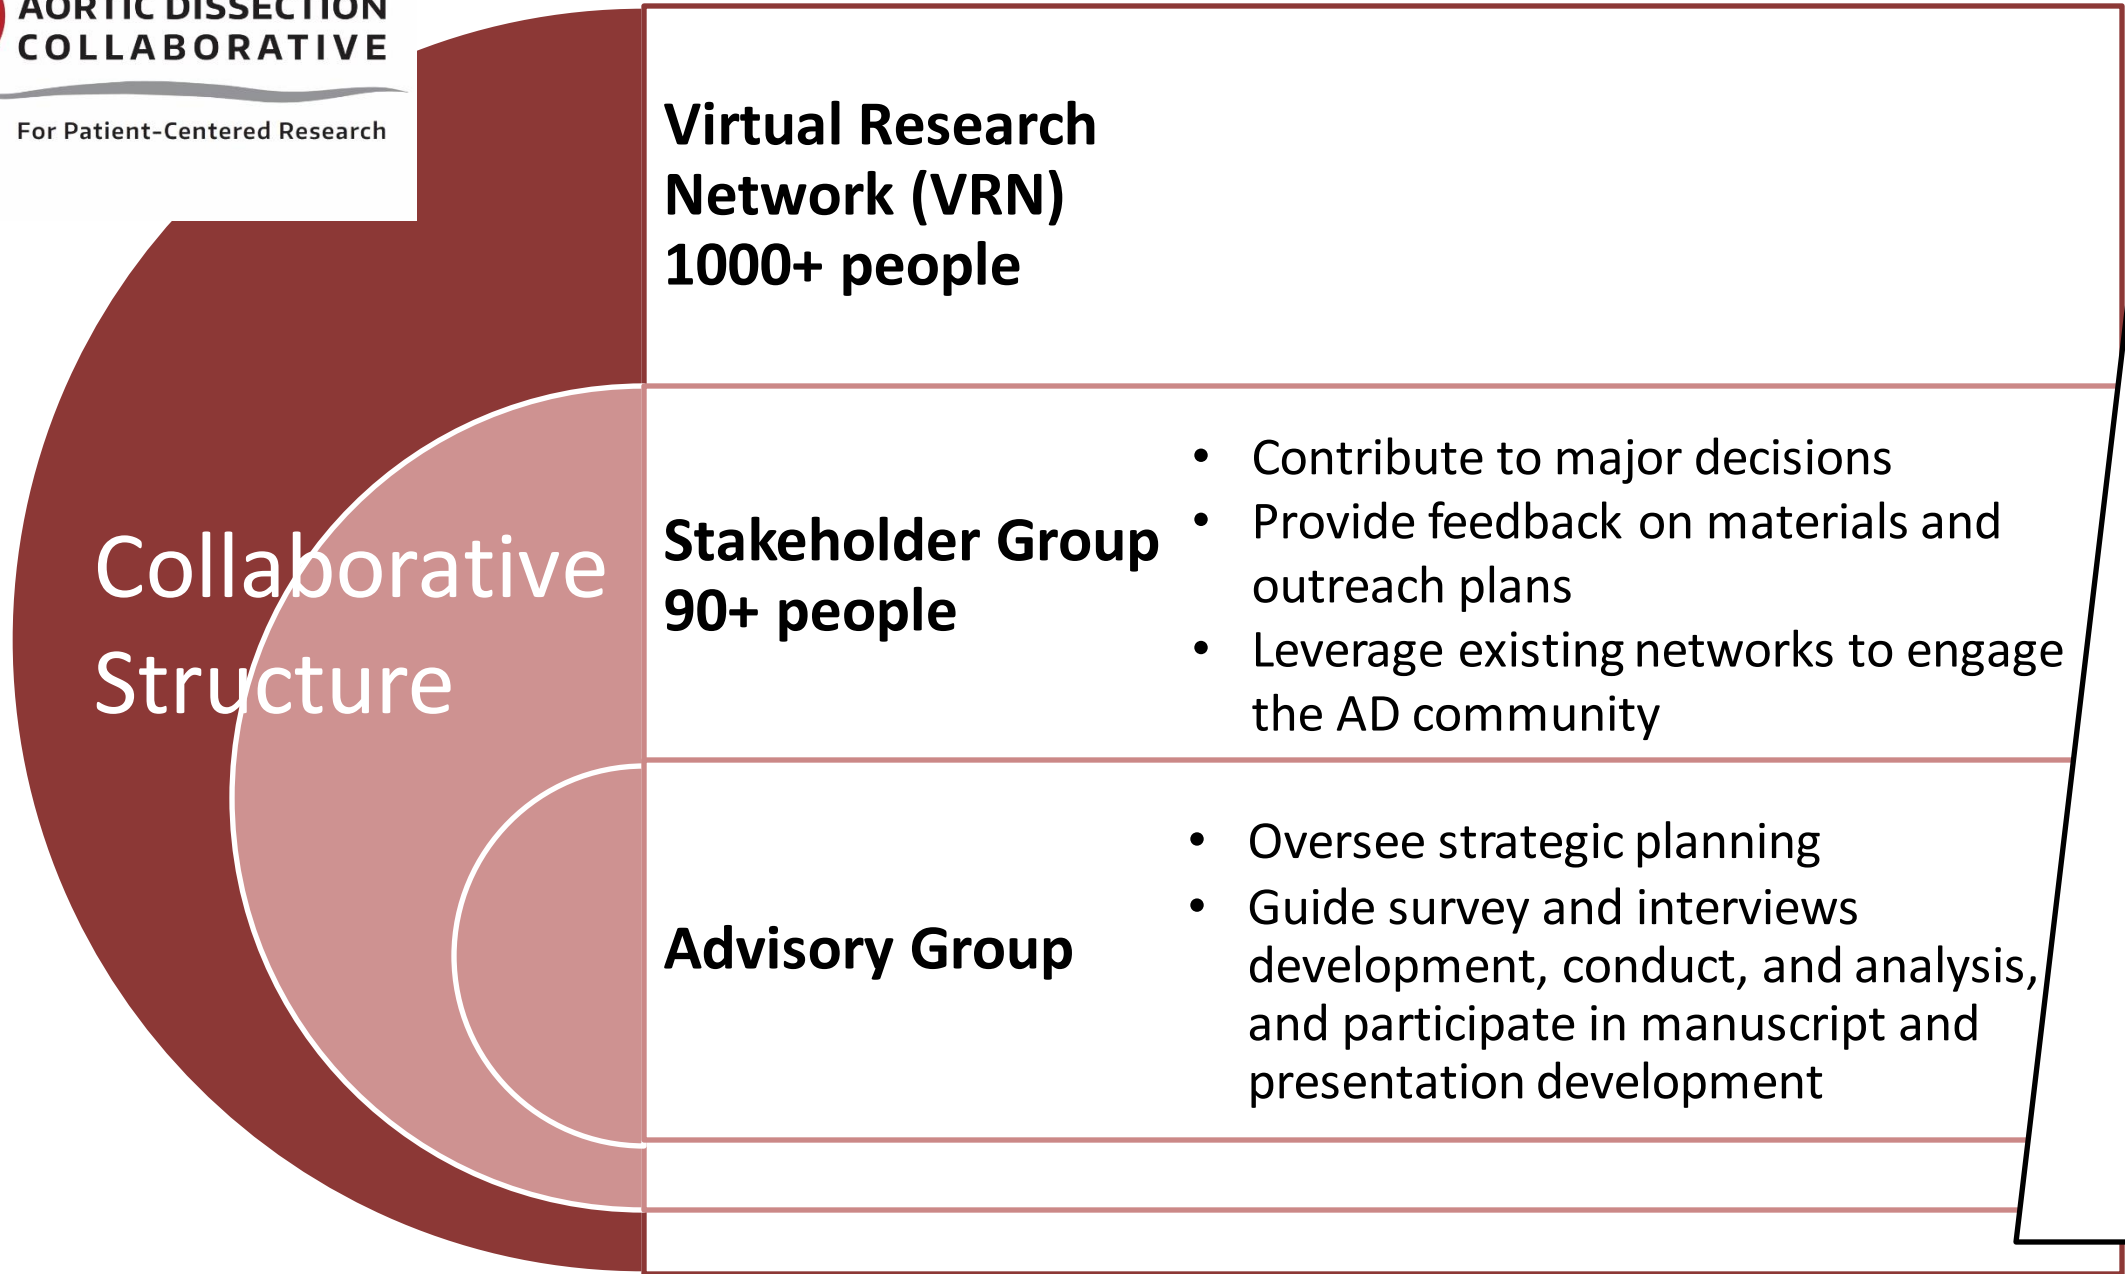 AORTIC DISSECTION
COLLABORATIVE
For Patient-Centered Research
Collaborative
Structure
Virtual Research
Network (VRN)
1000+ people
Stakeholder Group
90+ people
• Contribute to major decisions
• Provide feedback on materials and
outreach plans
• Leverage existing networks to engage
the AD community
Advisory Group
• Oversee strategic planning
• Guide survey and interviews
development, conduct, and analysis,
and participate in manuscript and
presentation development